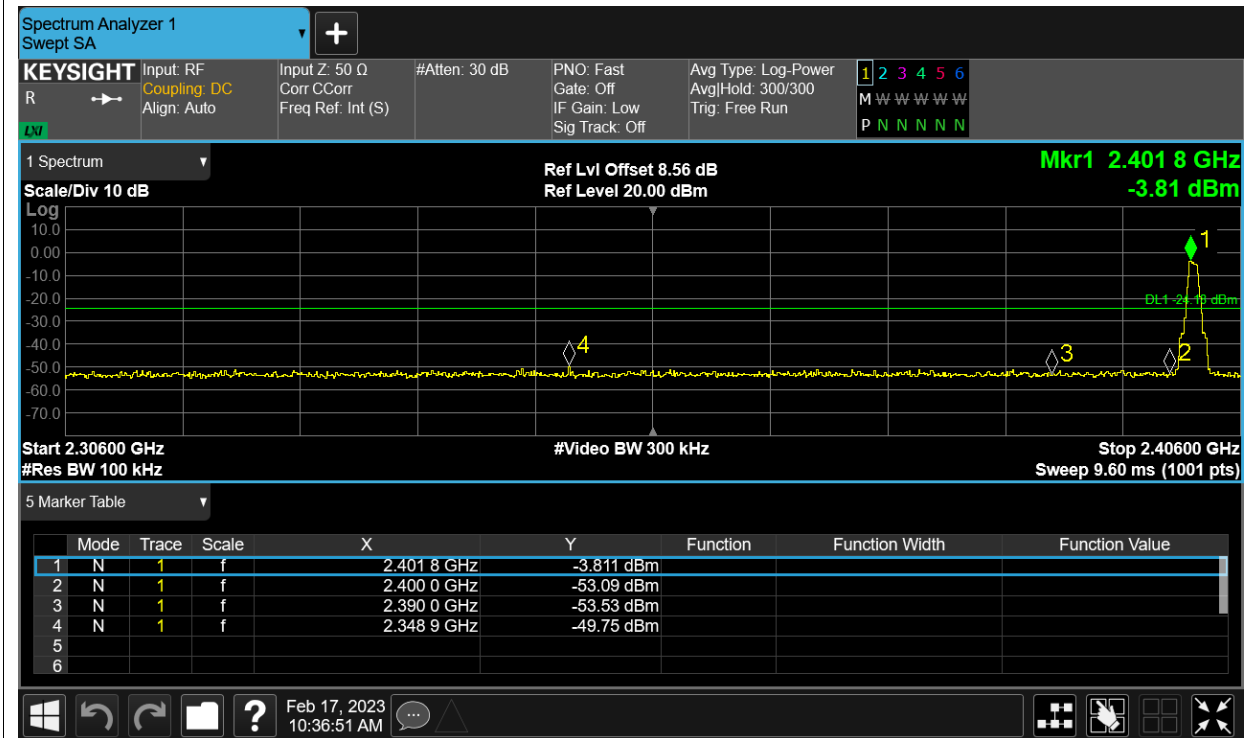 Spectrum Analyzer 1
Swept SA
KEYSIGHT
R
LXI
Input: RF
Coupling: DC
Align: Auto
Input Z: 50 Ω
Corr CCorr
Freq Ref: Int (S)
#Atten: 30 dB
PNO: Fast
Gate: Off
IF Gain: Low
Sig Track: Off
Avg Type: Log-Power
Avg|Hold: 300/300
Trig: Free Run
1 2 3 4 5 6
M W W W W W
P N N N N N
1 Spectrum
Scale/Div 10 dB
Ref Lvl Offset 8.56 dB
Ref Level 20.00 dBm
Mkr1 2.401 8 GHz
-3.81 dBm
Log
10.0
0.00
-10.0
-20.0
-30.0
-40.0
-50.0
-60.0
-70.0
1
DL1 -24.18 dBm
4
3
2
Start 2.30600 GHz
#Res BW 100 kHz
#Video BW 300 kHz
Stop 2.40600 GHz
Sweep 9.60 ms (1001 pts)
5 Marker Table
Mode Trace Scale X Y Function Function Width Function Value
1 N 1 f 2.401 8 GHz -3.811 dBm
2 N 1 f 2.400 0 GHz -53.09 dBm
3 N 1 f 2.390 0 GHz -53.53 dBm
4 N 1 f 2.348 9 GHz -49.75 dBm
5
6
?
Feb 17, 2023
10:36:51 AM